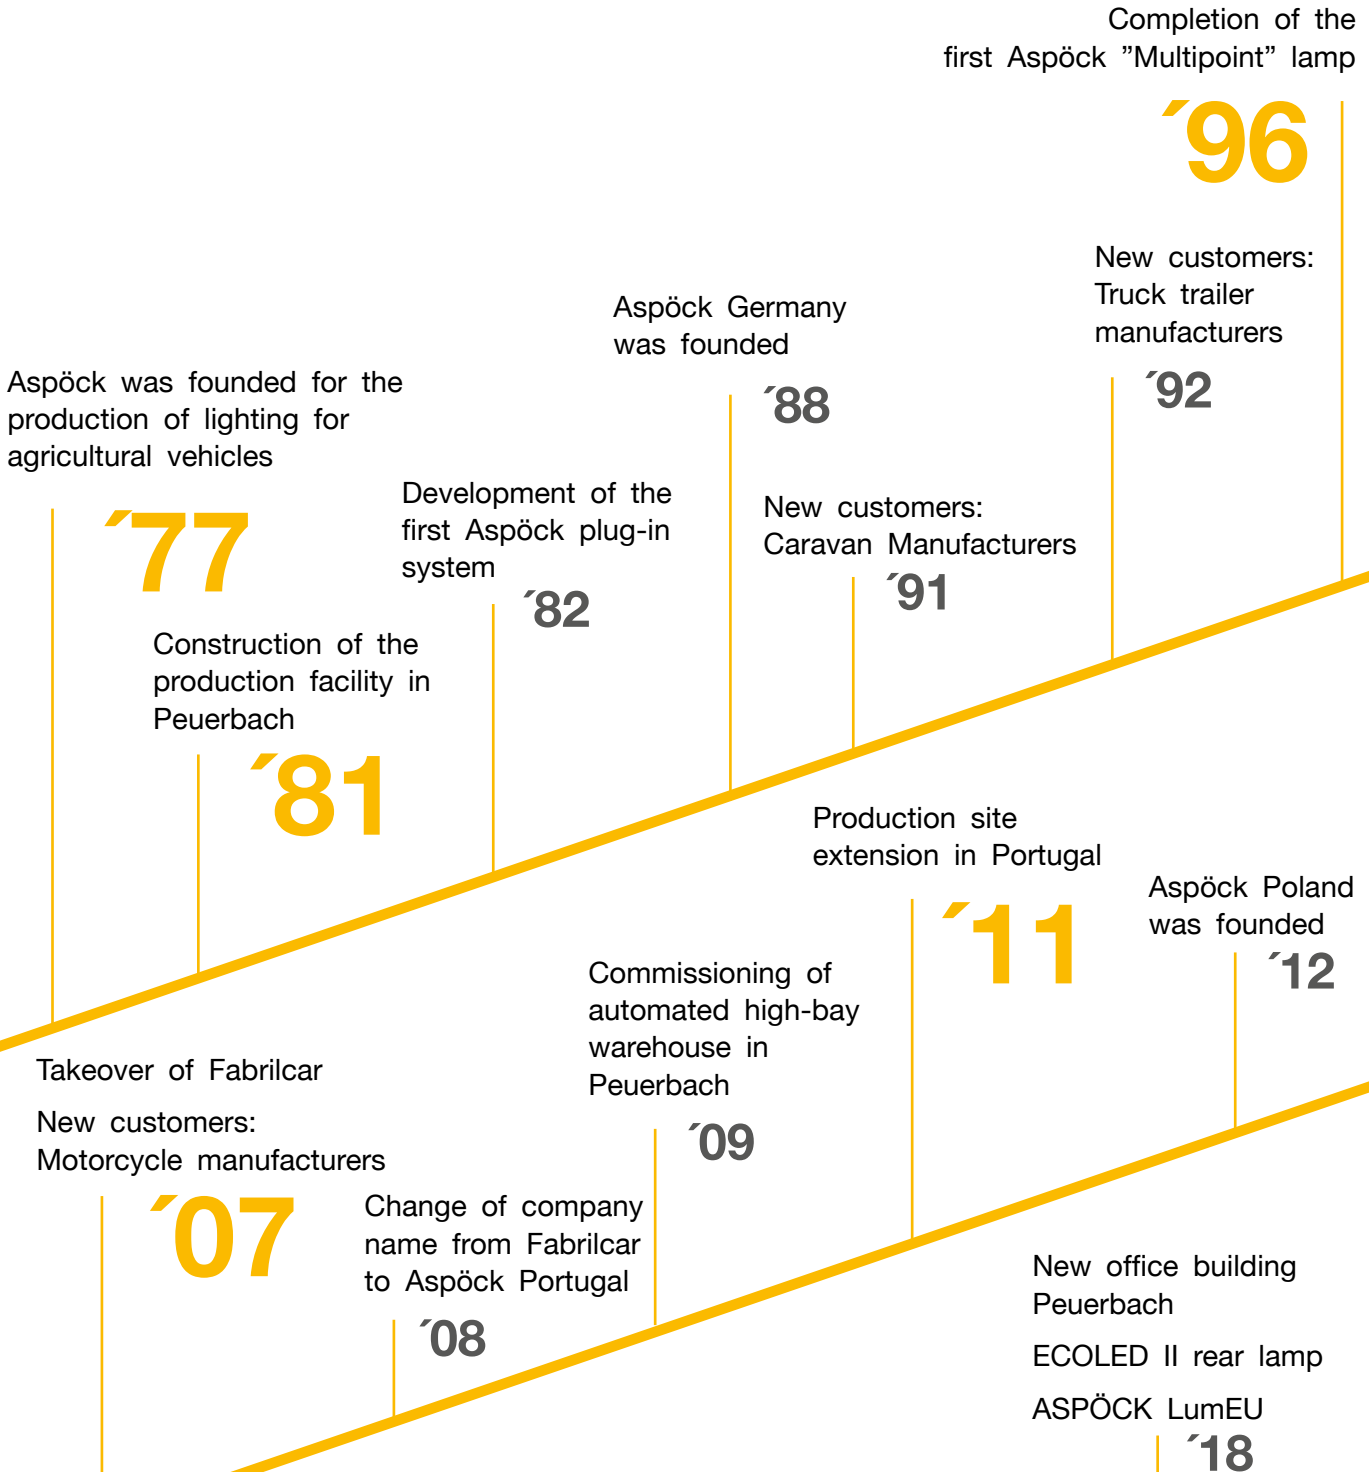 Completion of the
first Aspöck ”Multipoint” lamp
´96
New customers:
Truck trailer
manufacturers
´92
Aspöck Germany
was founded
´88
Aspöck was founded for the
production of lighting for
agricultural vehicles
´77
Development of the
first Aspöck plug-in
system
´82
New customers:
Caravan Manufacturers
´91
Construction of the
production facility in
Peuerbach
´81
Production site
extension in Portugal
´11
Aspöck Poland
was founded
´12
Commissioning of
automated high-bay
warehouse in
Peuerbach
´09
Takeover of Fabrilcar
New customers:
Motorcycle manufacturers
´07
Change of company
name from Fabrilcar
to Aspöck Portugal
´08
New office building
Peuerbach
ECOLED II rear lamp
ASPÖCK LumEU
´18